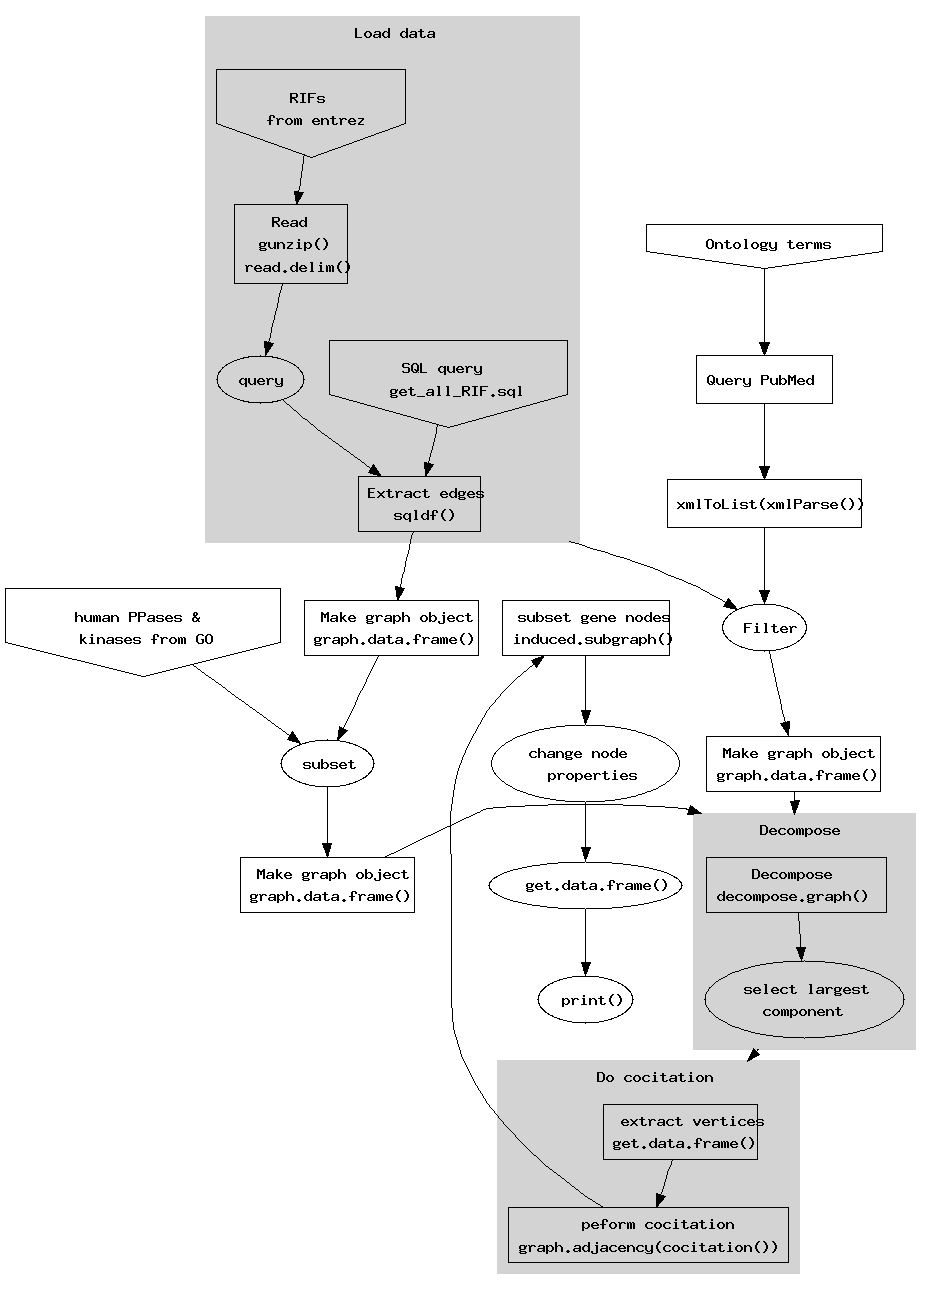 Load data
RIFs
from entrez
Read
gunzip()
read.delim()
Ontology terms
query
SQL query
get_all_RIF.sql
Query PubMed
Extract edges
sqldf()
xmlToList(xmlParse())
human PPases &
kinases from GO
Make graph object
graph.data.frame()
subset gene nodes
induced.subgraph()
Filter
subset
change node
properties
Make graph object
graph.data.frame()
Make graph object
graph.data.frame()
get.data.frame()
Decompose
Decompose
decompose.graph()
print()
select largest
component
Do cocitation
extract vertices
get.data.frame()
peform cocitation
graph.adjacency(cocitation())